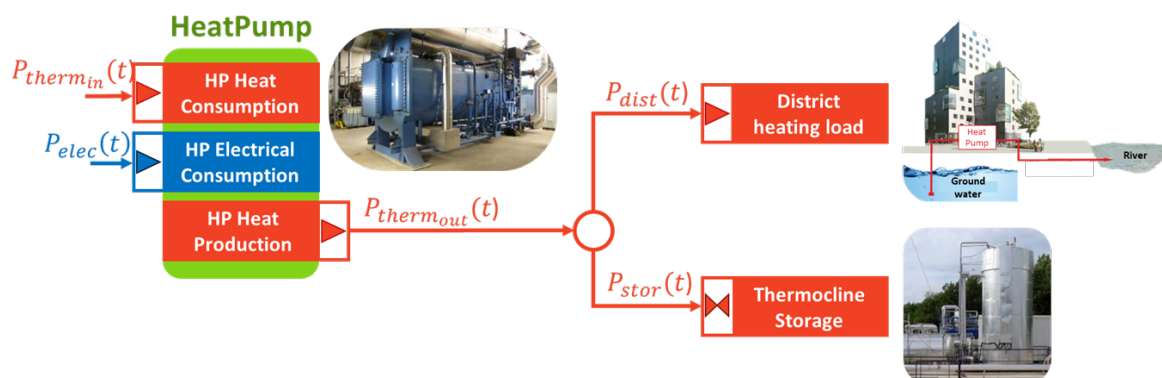 HeatPump
P_therm_in(t)
HP Heat
Consumption
P_elec(t)
HP Electrical
Consumption
HP Heat
Production
P_therm_out(t)
P_dist(t)
District
heating load
P_stor(t)
Thermocline
Storage
Heat
Pump
River
Ground
water